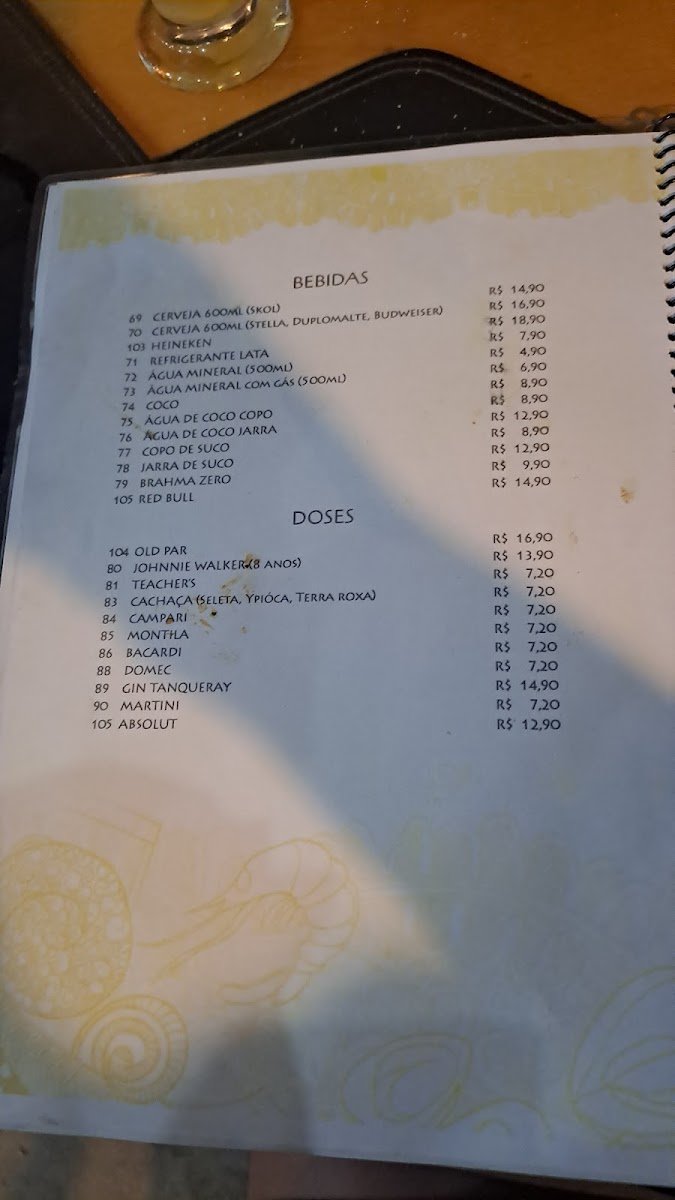 BEBIDAS
69 CERVEJA 600ML (SKOL) R$ 14,90
70 CERVEJA 600ML (STELLA, DUPLOMALTE, BUDWEISER) R$ 16,90
103 HEINEKEN R$ 18,90
71 REFRIGERANTE LATA R$ 7,90
72 ÁGUA MINERAL (500ML) R$ 4,90
73 ÁGUA MINERAL COM GÁS (500ML) R$ 6,90
74 COCO R$ 8,90
75 ÁGUA DE COCO COPO R$ 8,90
76 ÁGUA DE COCO JARRA R$ 12,90
77 COPO DE SUCO R$ 8,90
78 JARRA DE SUCO R$ 12,90
79 BRAHMA ZERO R$ 9,90
105 RED BULL R$ 14,90
DOSES
104 OLD PAR R$ 16,90
80 JOHNNIE WALKER (8 ANOS) R$ 13,90
81 TEACHER'S R$ 7,20
83 CACHAÇA (SELETA, YPIÓCA, TERRA ROXA) R$ 7,20
84 CAMPARI R$ 7,20
85 MONTILA R$ 7,20
86 BACARDI R$ 7,20
88 DOMEC R$ 7,20
89 GIN TANQUERAY R$ 14,90
90 MARTINI R$ 7,20
105 ABSOLUT R$ 12,90